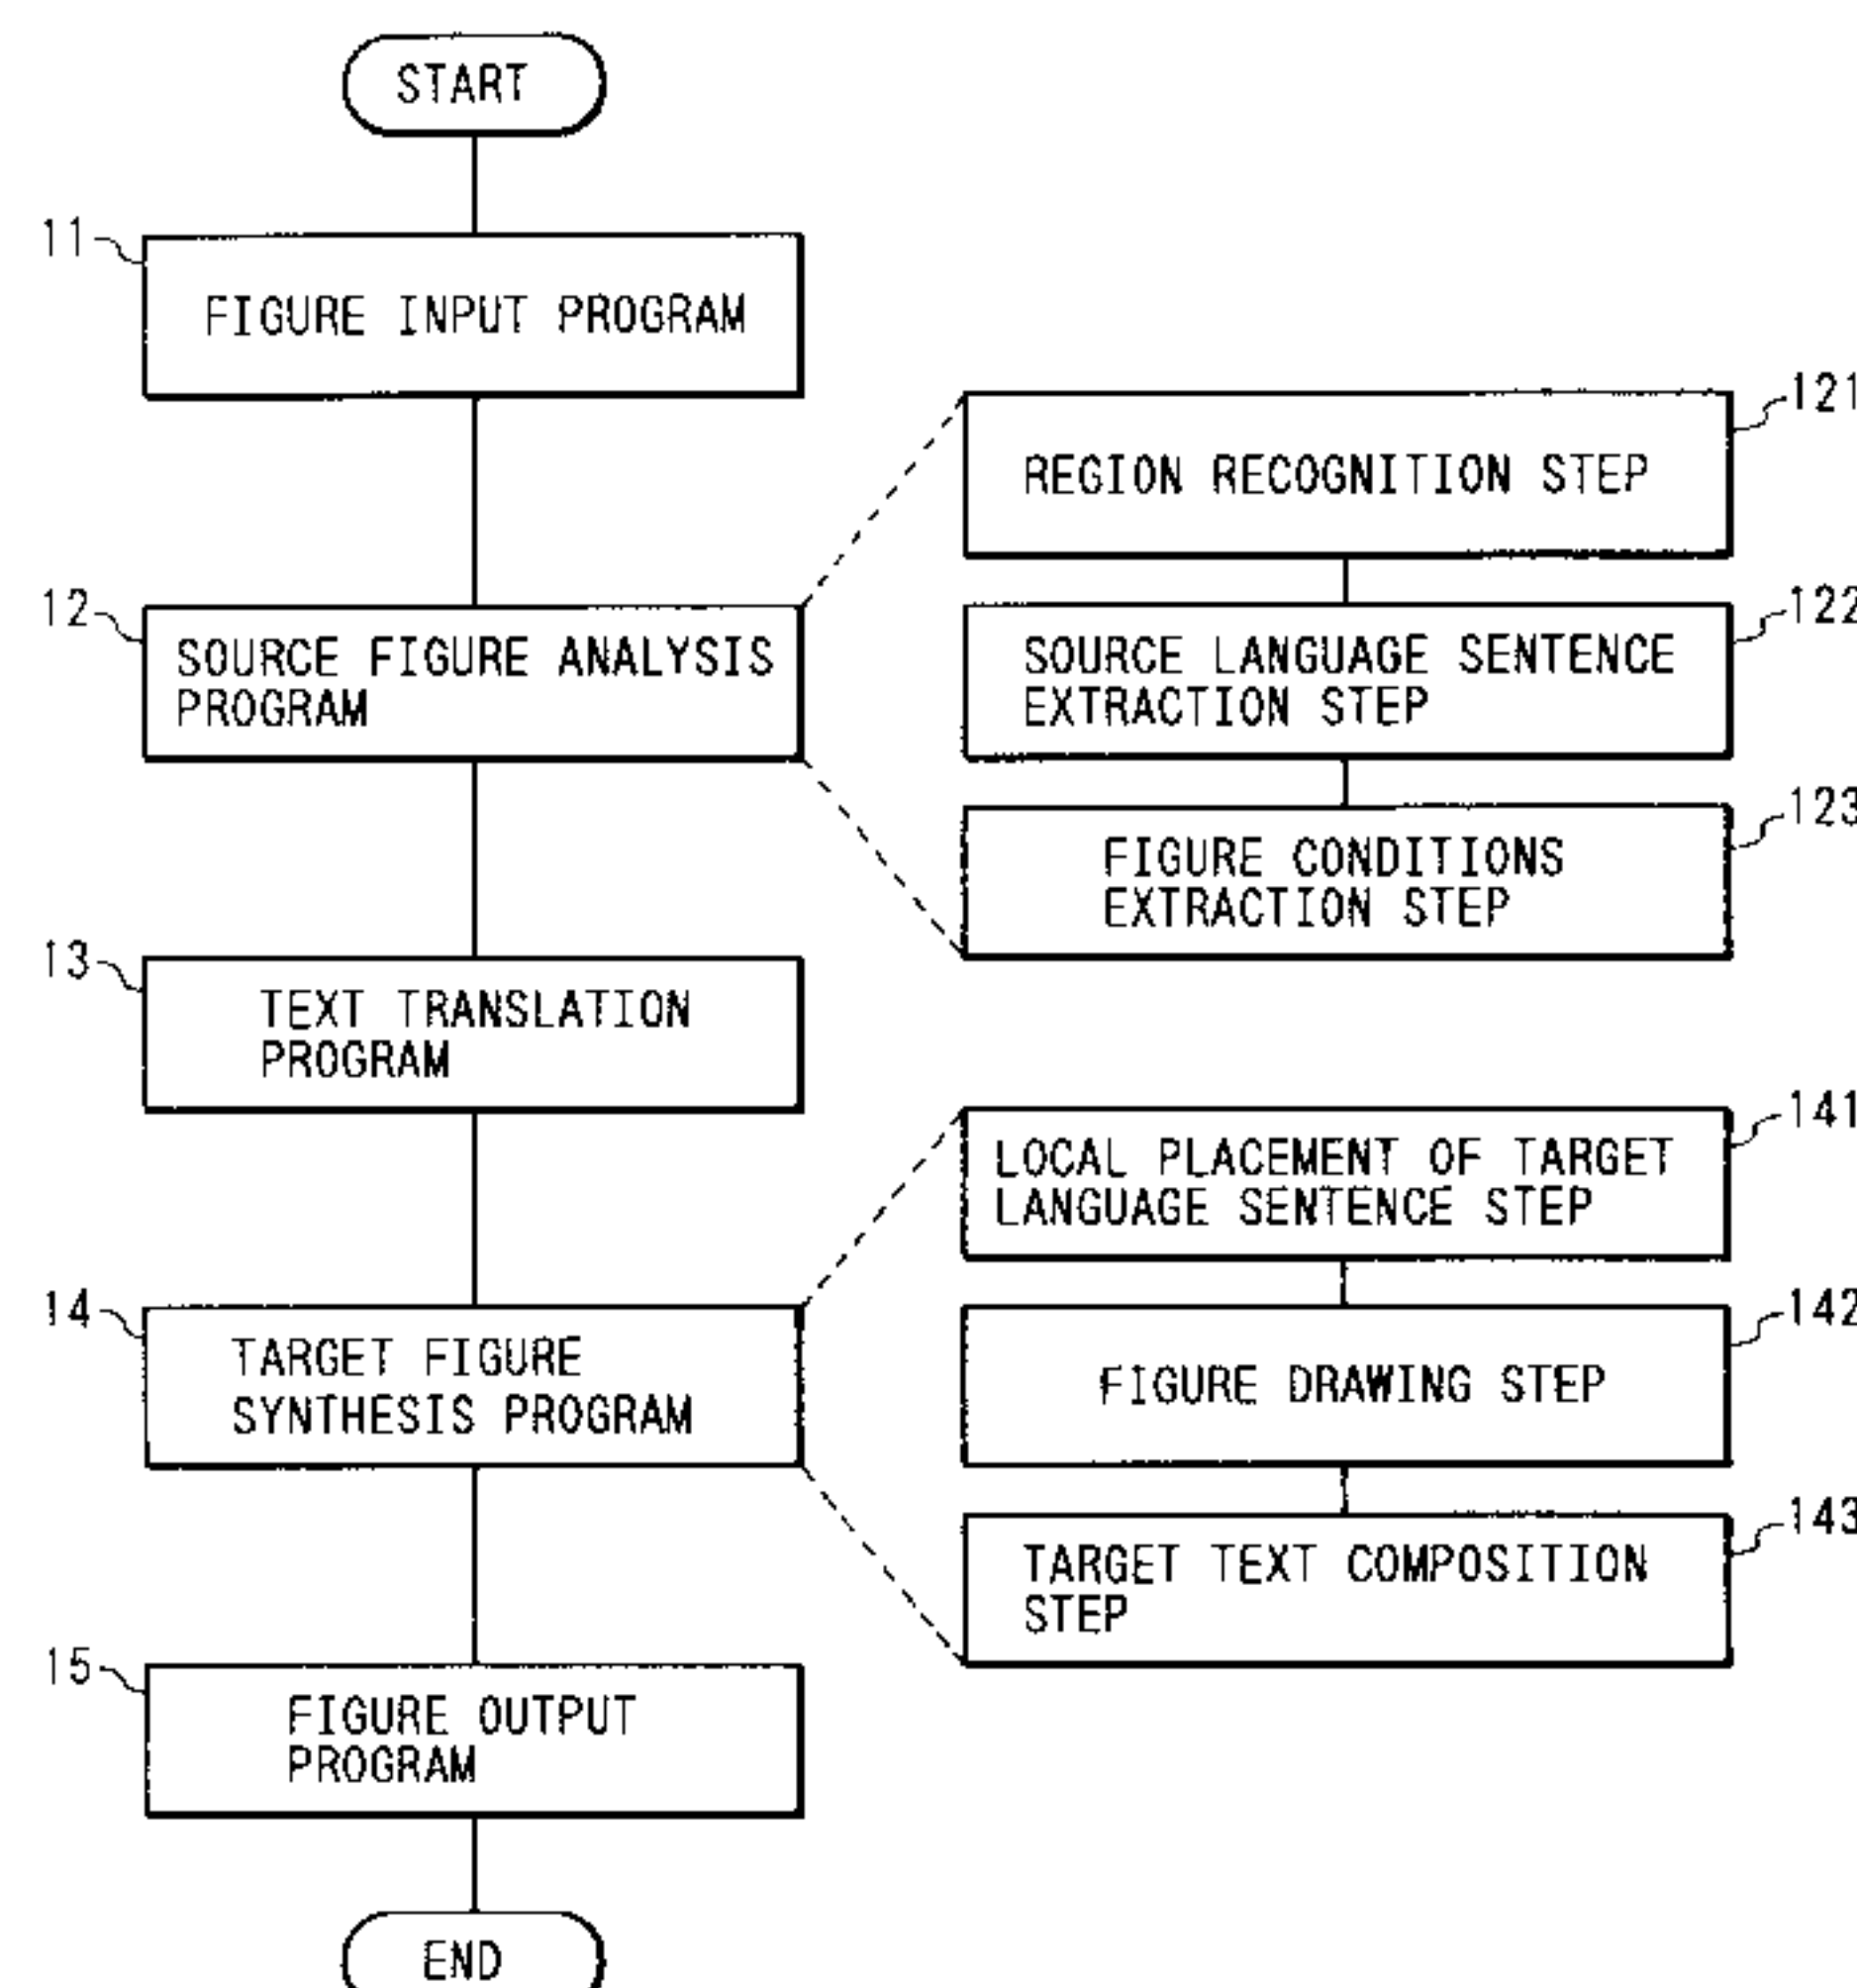 START
11
FIGURE INPUT PROGRAM
12
SOURCE FIGURE ANALYSIS
PROGRAM
121
REGION RECOGNITION STEP
122
SOURCE LANGUAGE SENTENCE
EXTRACTION STEP
123
FIGURE CONDITIONS
EXTRACTION STEP
13
TEXT TRANSLATION
PROGRAM
14
TARGET FIGURE
SYNTHESIS PROGRAM
141
LOCAL PLACEMENT OF TARGET
LANGUAGE SENTENCE STEP
142
FIGURE DRAWING STEP
143
TARGET TEXT COMPOSITION
STEP
15
FIGURE OUTPUT
PROGRAM
END